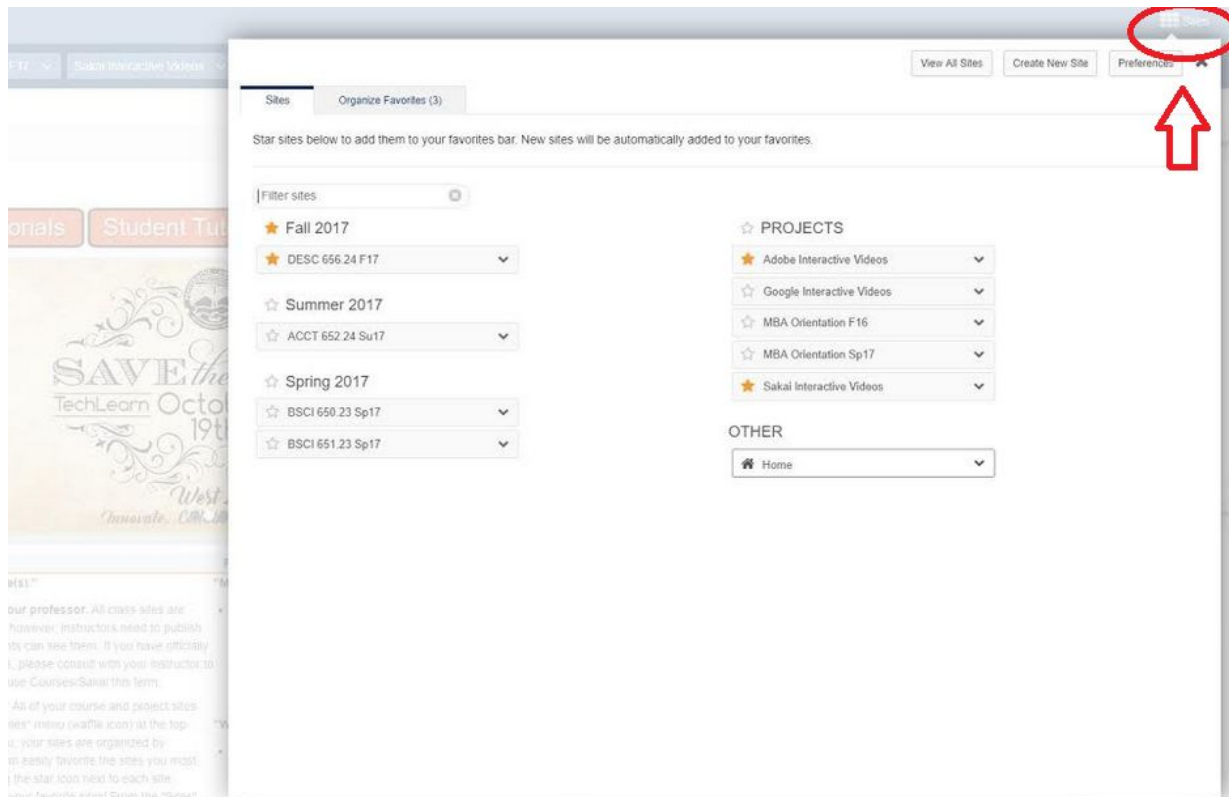 Sites
Sakai Interactive Videos
View All Sites
Create New Site
Preferences
Sites
Organize Favorites (3)
Star sites below to add them to your favorites bar. New sites will be automatically added to your favorites.
Filter sites
Fall 2017
DESC 656.24 F17
Summer 2017
ACCT 652.24 Su17
Spring 2017
BSCI 650.23 Sp17
BSCI 651.23 Sp17
PROJECTS
Adobe Interactive Videos
Google Interactive Videos
MBA Orientation F16
MBA Orientation Sp17
Sakai Interactive Videos
OTHER
Home
orials
Student Tut
SAVE the
TechLearn Octo
19t
West
Innovate,
our professor. All class sites are
however, instructors need to publish
nts can see them. If you have officially
, please consult with your instructor to
use Courses/Sakai this term.
All of your course and project sites
menu (waffle icon) at the top
your sites are organized by
easily favorite the sites you most
the star icon next to each site